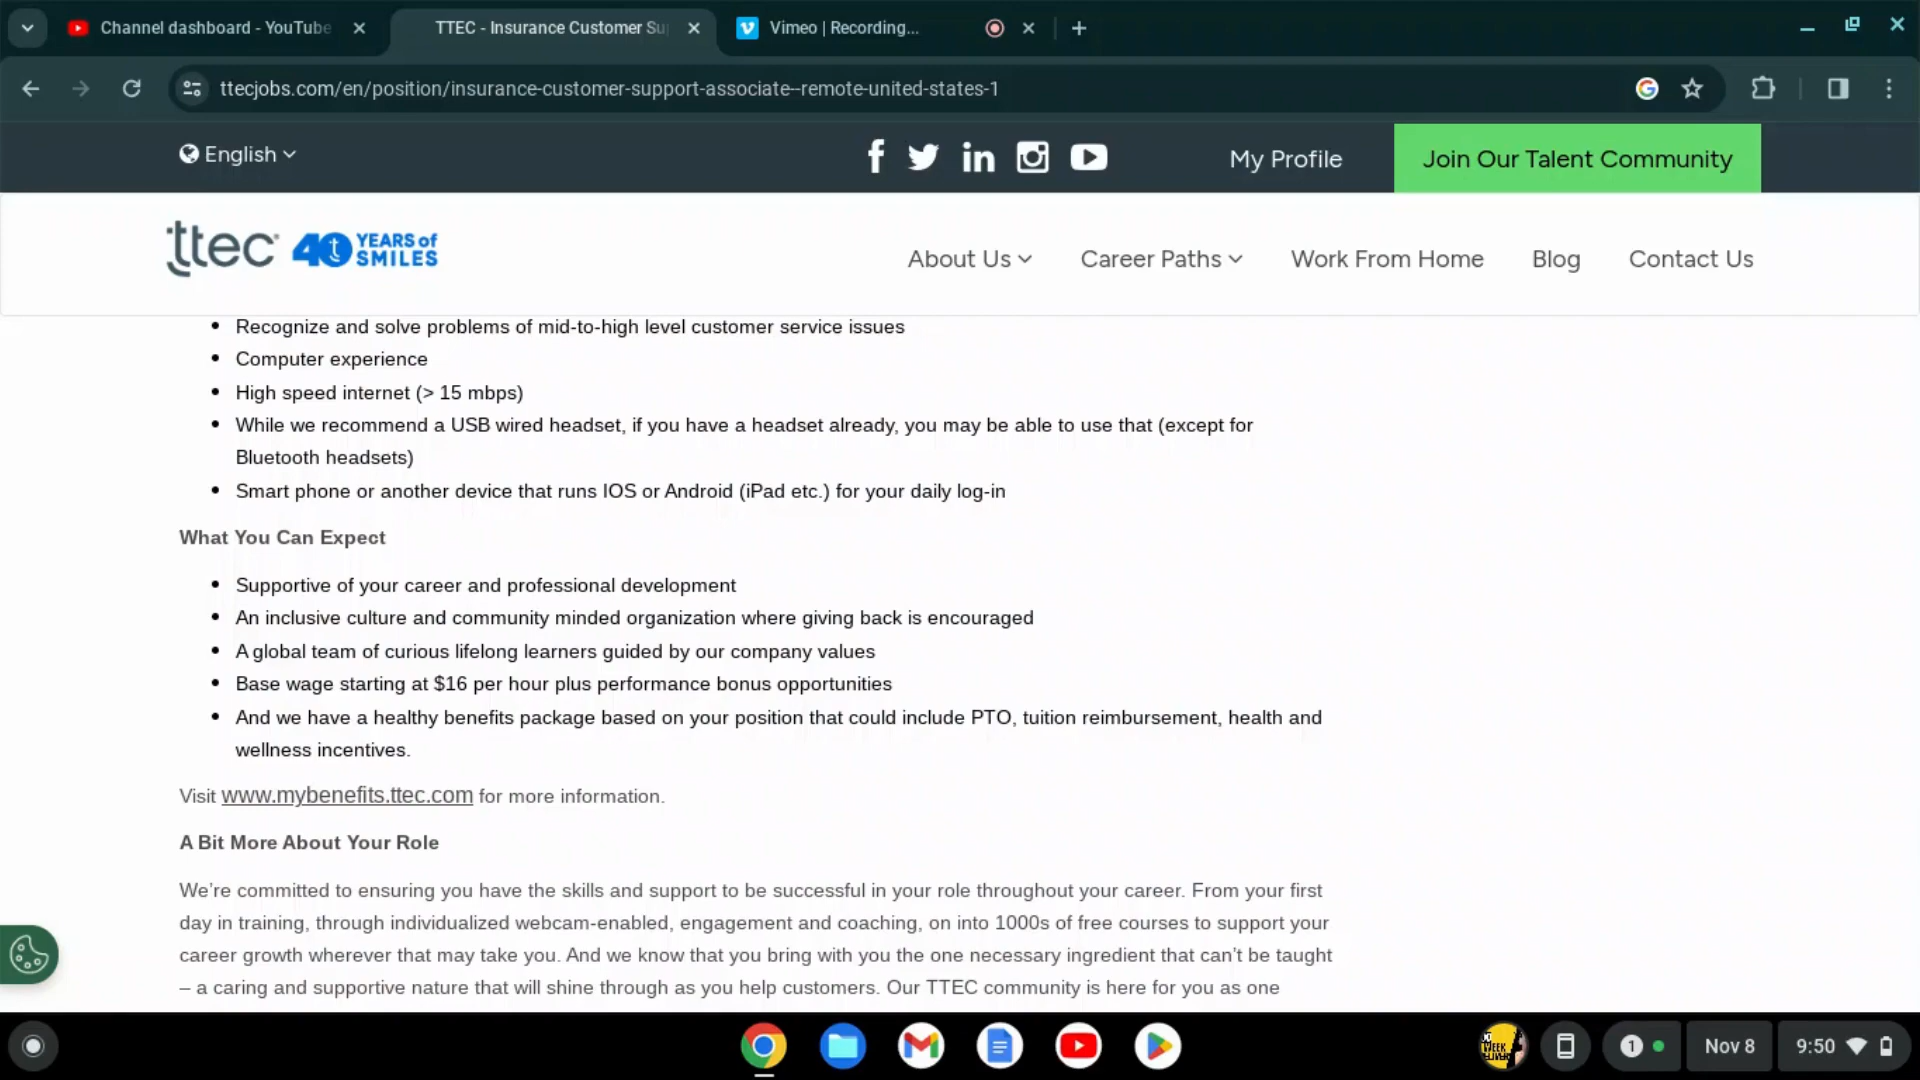 Channel dashboard - YouTube
TTEC - Insurance Customer Su
Vimeo | Recording...
ttecjobs.com/en/position/insurance-customer-support-associate--remote-united-states-1
English
My Profile
Join Our Talent Community
ttec
40 YEARS of SMILES
About Us
Career Paths
Work From Home
Blog
Contact Us
• Recognize and solve problems of mid-to-high level customer service issues
• Computer experience
• High speed internet (> 15 mbps)
• While we recommend a USB wired headset, if you have a headset already, you may be able to use that (except for
Bluetooth headsets)
• Smart phone or another device that runs IOS or Android (iPad etc.) for your daily log-in
What You Can Expect
• Supportive of your career and professional development
• An inclusive culture and community minded organization where giving back is encouraged
• A global team of curious lifelong learners guided by our company values
• Base wage starting at $16 per hour plus performance bonus opportunities
• And we have a healthy benefits package based on your position that could include PTO, tuition reimbursement, health and
wellness incentives.
Visit www.mybenefits.ttec.com for more information.
A Bit More About Your Role
We’re committed to ensuring you have the skills and support to be successful in your role throughout your career. From your first
day in training, through individualized webcam-enabled, engagement and coaching, on into 1000s of free courses to support your
career growth wherever that may take you. And we know that you bring with you the one necessary ingredient that can’t be taught
– a caring and supportive nature that will shine through as you help customers. Our TTEC community is here for you as one
1
Nov 8
9:50